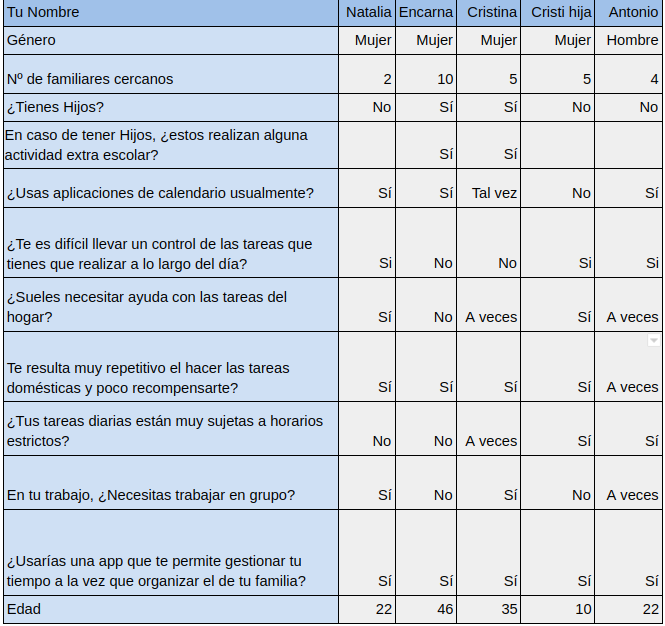 Tu Nombre Natalia Encarna Cristina Cristi hija Antonio
Género Mujer Mujer Mujer Mujer Hombre
Nº de familiares cercanos 2 10 5 5 4
¿Tienes Hijos? No Sí Sí No No
En caso de tener Hijos, ¿estos realizan alguna
actividad extra escolar? Sí Sí
¿Usas aplicaciones de calendario usualmente? Sí Sí Tal vez No Sí
¿Te es difícil llevar un control de las tareas que
tienes que realizar a lo largo del día? Si No No Si Si
¿Sueles necesitar ayuda con las tareas del
hogar? Sí No A veces Sí A veces
Te resulta muy repetitivo el hacer las tareas
domésticas y poco recompensarte? Sí Sí Sí Sí A veces
¿Tus tareas diarias están muy sujetas a horarios
estrictos? No No A veces Sí Sí
En tu trabajo, ¿Necesitas trabajar en grupo? Sí No Sí No A veces
¿Usarías una app que te permite gestionar tu
tiempo a la vez que organizar el de tu familia? Sí Sí Sí Sí Sí
Edad 22 46 35 10 22